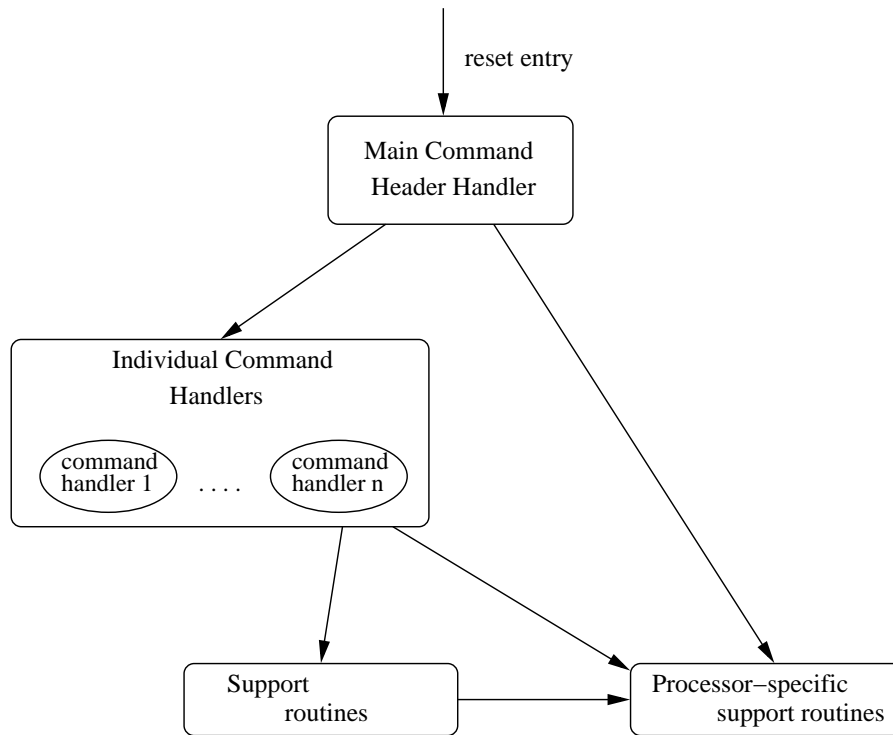 reset entry
Main Command
Header Handler
Individual Command
Handlers
command
handler 1
. . . .
command
handler n
Support
routines
Processor−specific
support routines